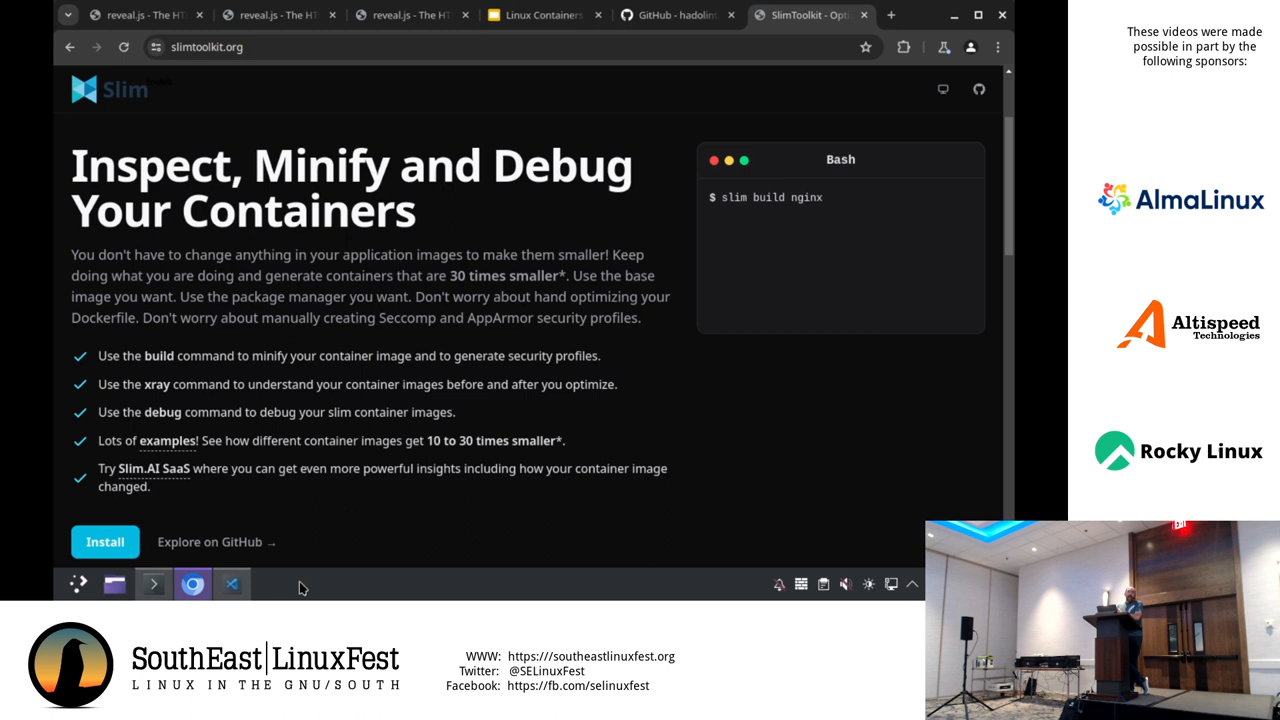 reveal.js - The HT
reveal.js - The HT
reveal.js - The HT
Linux Containers
GitHub - hadolint
SlimToolkit - Opti
slimtoolkit.org
Slim
Inspect, Minify and Debug
Your Containers
You don't have to change anything in your application images to make them smaller! Keep
doing what you are doing and generate containers that are 30 times smaller*. Use the base
image you want. Use the package manager you want. Don't worry about hand optimizing your
Dockerfile. Don't worry about manually creating Seccomp and AppArmor security profiles.
Use the build command to minify your container image and to generate security profiles.
Use the xray command to understand your container images before and after you optimize.
Use the debug command to debug your slim container images.
Lots of examples! See how different container images get 10 to 30 times smaller*.
Try Slim.AI SaaS where you can get even more powerful insights including how your container image
changed.
Install
Explore on GitHub →
Bash
$ slim build nginx
These videos were made
possible in part by the
following sponsors:
AlmaLinux
Altispeed
Technologies
Rocky Linux
EXIT
SouthEast LinuxFest
LINUX IN THE GNU/SOUTH
WWW: https:///southeastlinuxfest.org
Twitter: @SELinuxFest
Facebook: https://fb.com/selinuxfest